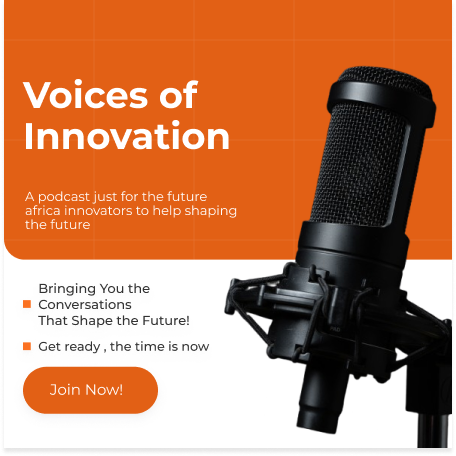 Voices of
Innovation
A podcast just for the future
africa innovators to help shaping
the future
Bringing You the
Conversations
That Shape the Future!
Get ready , the time is now
Join Now!